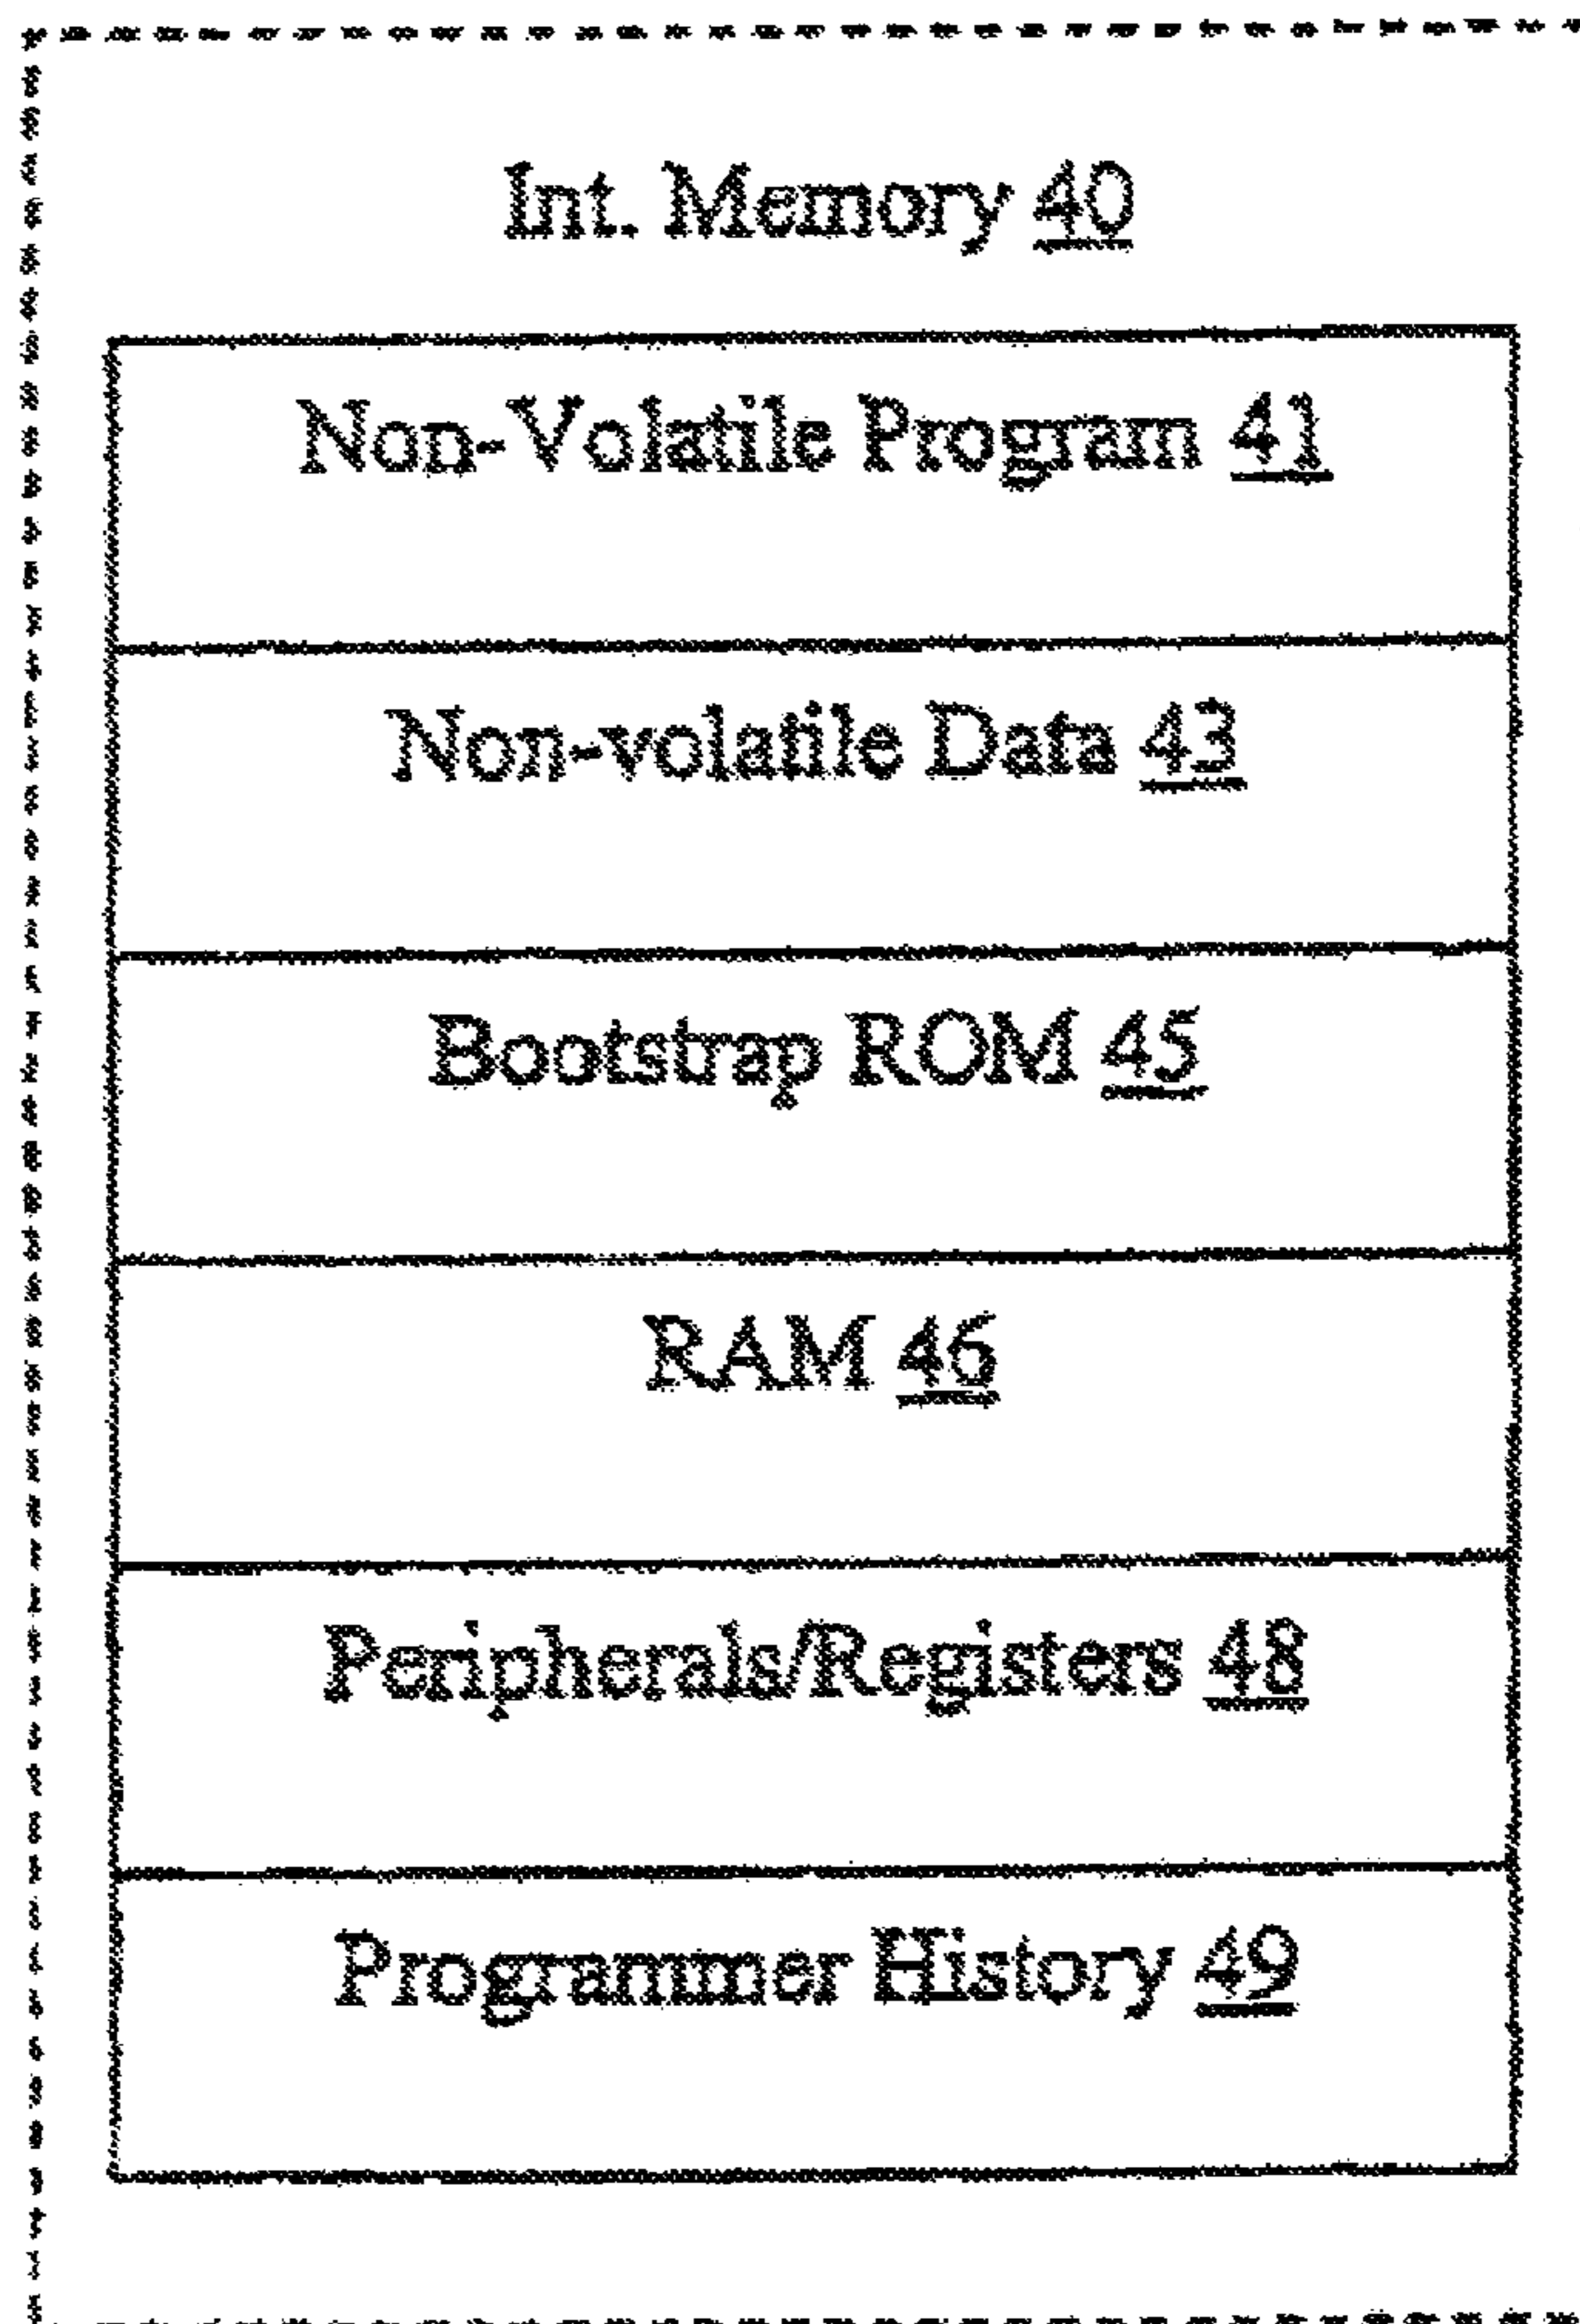 Int. Memory 40
Non-Volatile Program 41
Non-volatile Data 43
Bootstrap ROM 45
RAM 46
Peripherals/Registers 48
Programmer History 49